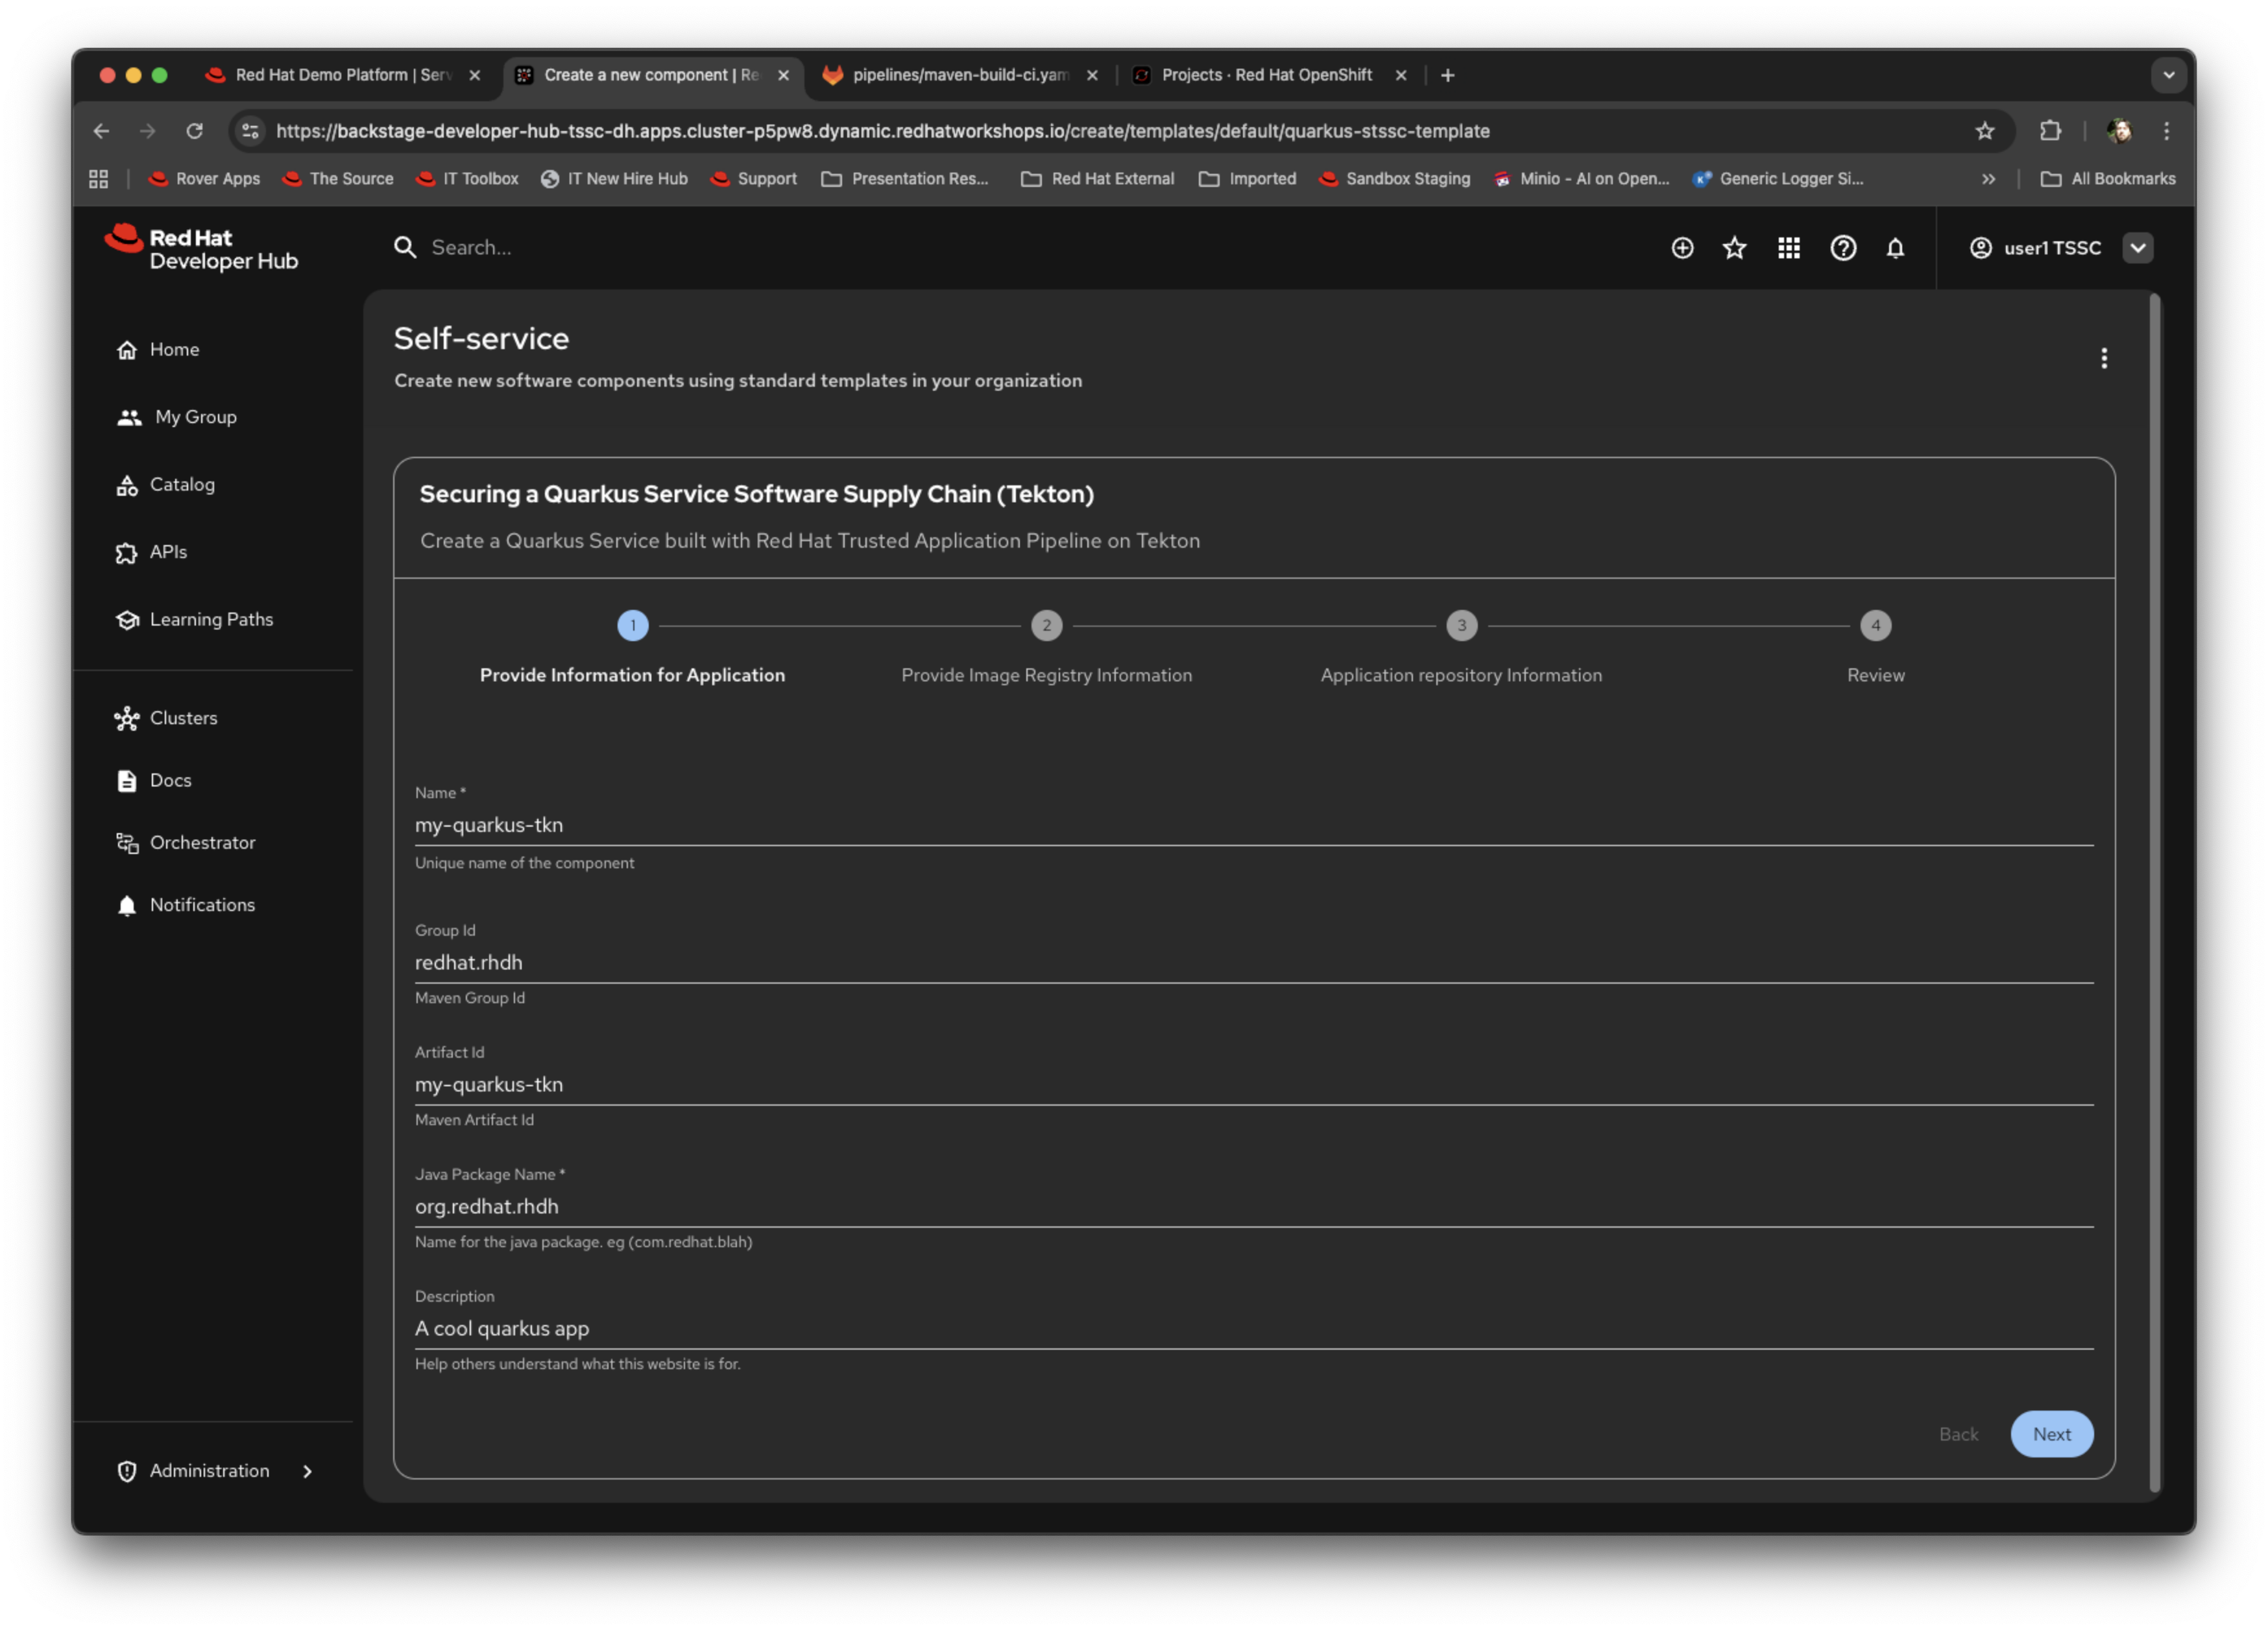 Red Hat Demo Platform | Serv
Create a new component | Re
pipelines/maven-build-ci.yam
Projects · Red Hat OpenShift
https://backstage-developer-hub-tssc-dh.apps.cluster-p5pw8.dynamic.redhatworkshops.io/create/templates/default/quarkus-stssc-template
Rover Apps
The Source
IT Toolbox
IT New Hire Hub
Support
Presentation Res...
Red Hat External
Imported
Sandbox Staging
Minio - AI on Open...
Generic Logger Si...
All Bookmarks
Red Hat
Developer Hub
Search...
user1 TSSC
Home
My Group
Catalog
APIs
Learning Paths
Clusters
Docs
Orchestrator
Notifications
Administration
Self-service
Create new software components using standard templates in your organization
Securing a Quarkus Service Software Supply Chain (Tekton)
Create a Quarkus Service built with Red Hat Trusted Application Pipeline on Tekton
1
Provide Information for Application
2
Provide Image Registry Information
3
Application repository Information
4
Review
Name *
my-quarkus-tkn
Unique name of the component
Group Id
redhat.rhdh
Maven Group Id
Artifact Id
my-quarkus-tkn
Maven Artifact Id
Java Package Name *
org.redhat.rhdh
Name for the java package. eg (com.redhat.blah)
Description
A cool quarkus app
Help others understand what this website is for.
Back
Next